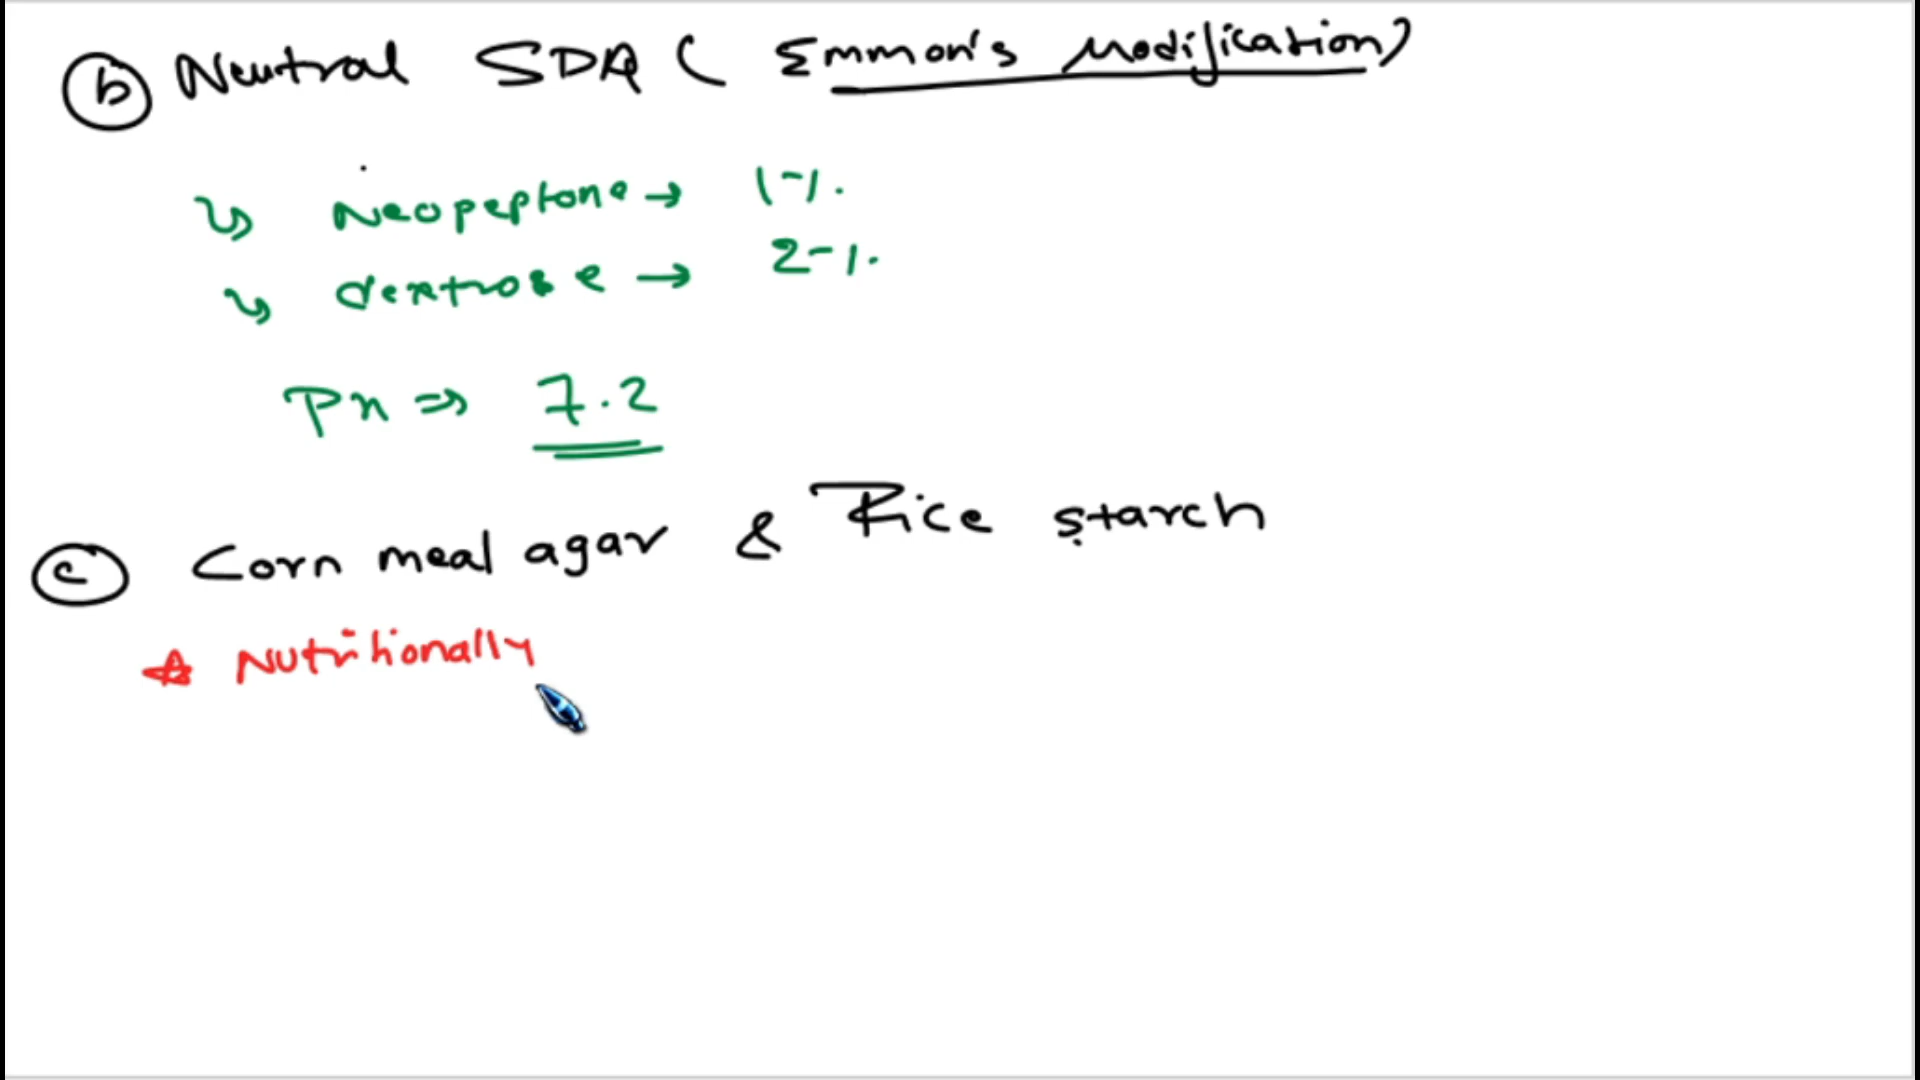 b Neutral SDA ( Emmon's Modification)
Neopeptone → 1%.
dextrose → 2%.
PH ⇒ 7.2
c Corn meal agar & Rice starch
☆ Nutritionally